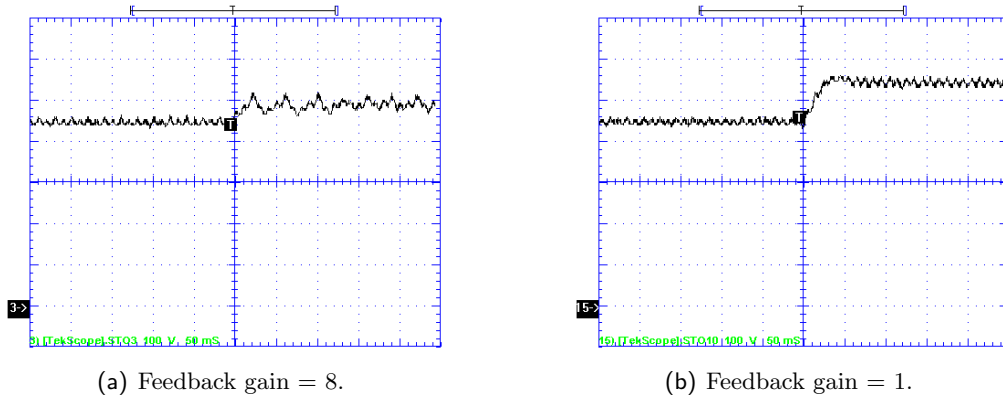 T
T
T
T
3->
3) [TekScope].STO3 100 V 50 mS
15->
15) [TekScope].STO10 100 V 50 mS
(a) Feedback gain = 8.
(b) Feedback gain = 1.